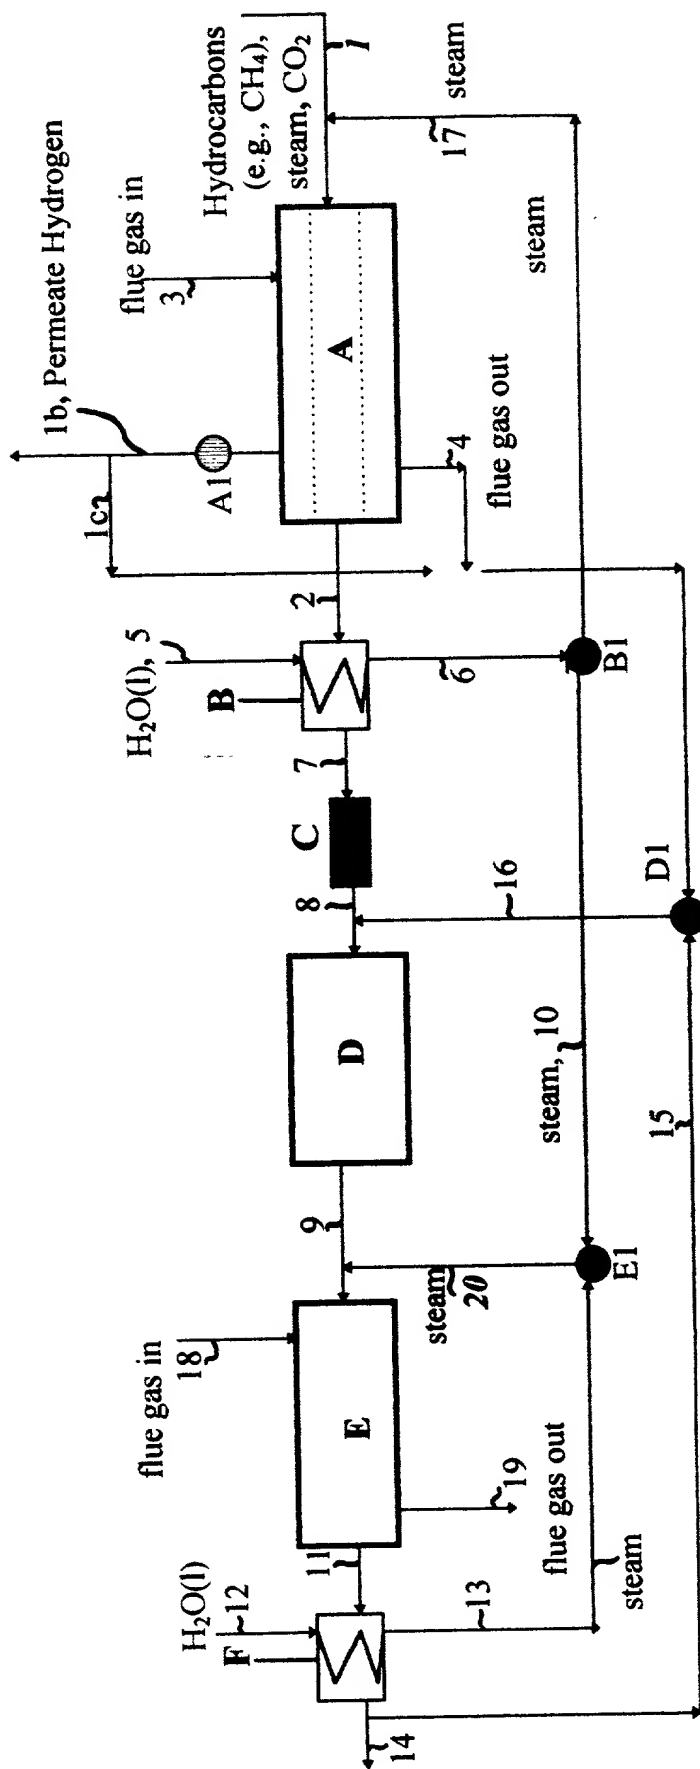 Hydrocarbons
(e.g., CH₄),
steam, CO₂
1
steam
17
steam
1b, Permeate Hydrogen
flue gas in
3
A
A1
1c
4
flue gas out
2
H₂O(l), 5
B
6
B1
7
C
8
D1
16
D
steam, 10
15
9
steam
20
E1
flue gas in
18
E
19
flue gas out
11
H₂O(l)
12
F
13
steam
14